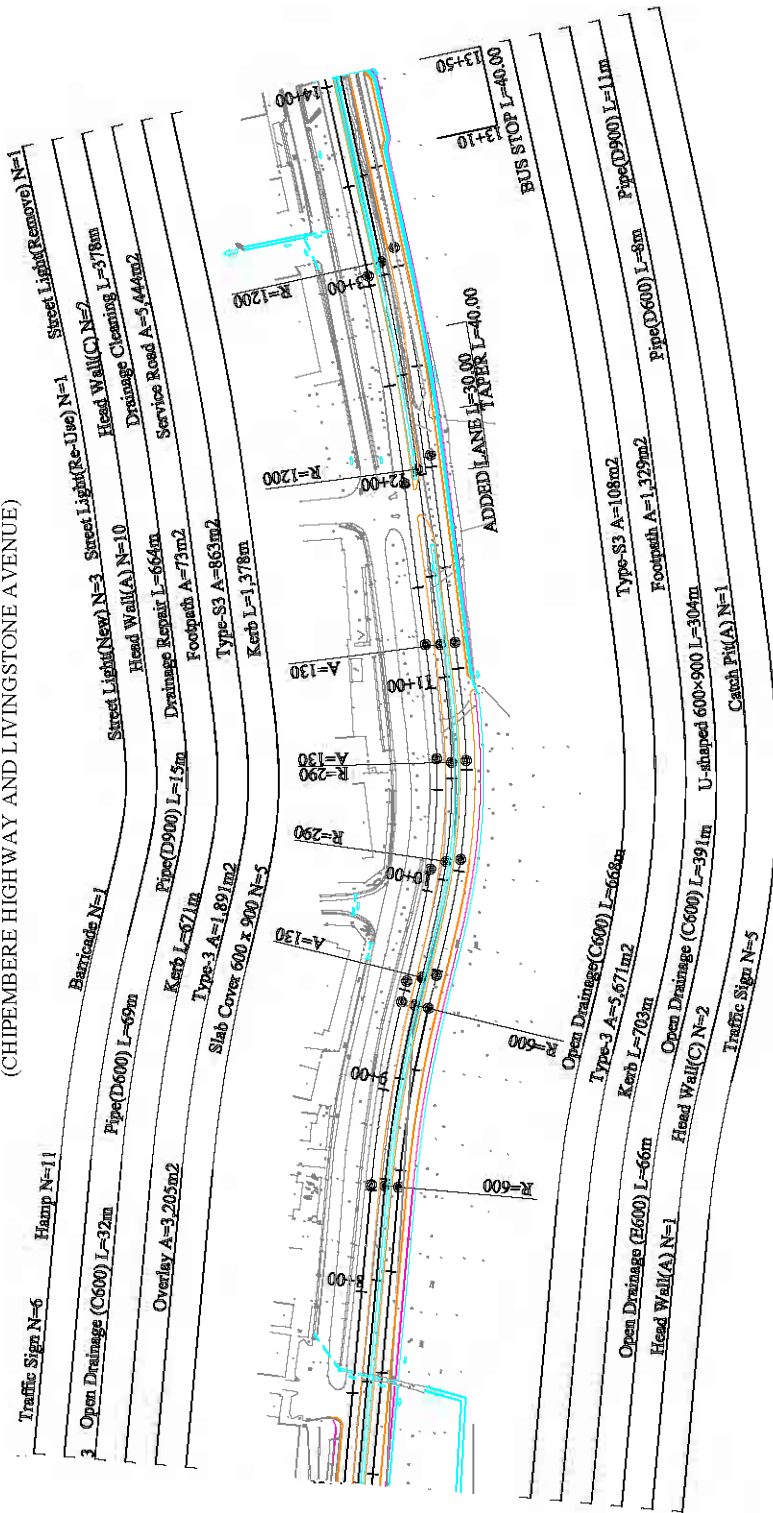 (CHIPEMBERE HIGHWAY AND LIVINGSTONE AVENUE)
Traffic Sign N=6 Hamp N=11 Barricade N=1 Street Light(New) N=3 Street Light(Re-Use) N=1 Street Light(Remove) N=1
3 Open Drainage (C600) L=32m Pipe(D600) L=69m Pipe(D900) L=15m Head Wall(A) N=10 Head Wall(C) N=2
Drainage Repair L=664m Drainage Cleaning L=378m
Kerb L=671m Footpath A=73m2 Service Road A=5,444m2
Overlay A=3,205m2 Type-3 A=1,891m2 Type-S3 A=863m2
Slab Cover 600 x 900 N=5 Kerb L=1,378m
8+00
9+00
10+00
11+00
12+00
13+00
14+00
R=600
R=600
A=130
R=290
R=290
A=130
A=130
R=1200
R=1200
ADDED LANE L=30.00
TAPER L=40.00
13+10
13+50
BUS STOP L=40.00
Open Drainage(C600) L=668m Type-S3 A=108m2 Pipe(D600) L=8m Pipe(D900) L=11m
Type-3 A=5,671m2 Footpath A=1,329m2
Kerb L=703m
Open Drainage (E600) L=66m Open Drainage (C600) L=391m U-shaped 600×900 L=304m
Head Wall(A) N=1 Head Wall(C) N=2 Catch Pit(A) N=1
Traffic Sign N=5